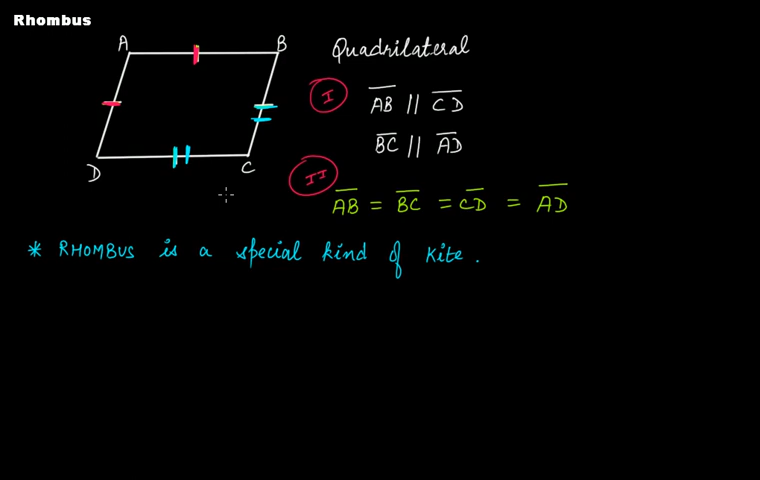 Rhombus
A B Quadrilateral
I AB || CD
BC || AD
D C
II AB = BC = CD = AD
* RHOMBUS is a special kind of kite.